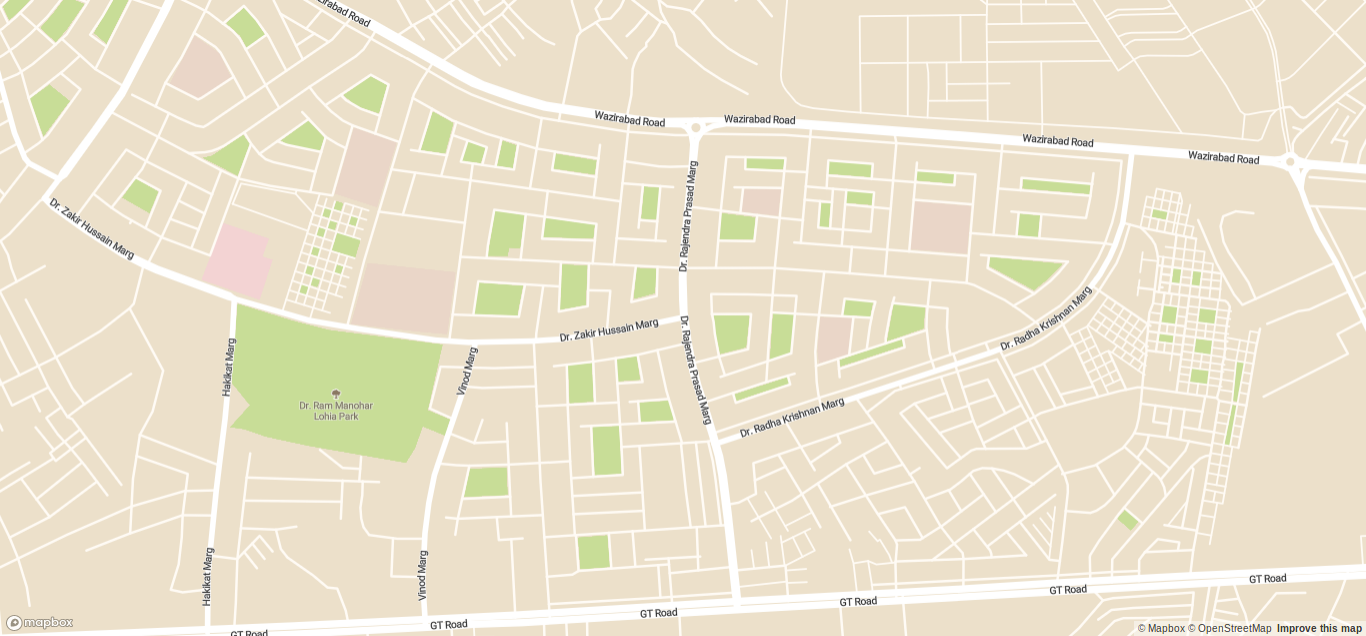 Wazirabad Road
Wazirabad Road
Wazirabad Road
Wazirabad Road
Wazirabad Road
Dr. Rajendra Prasad Marg
Dr. Zakir Hussain Marg
Dr. Zakir Hussain Marg
Dr. Radha Krishnan Marg
Dr. Rajendra Prasad Marg
Hakikat Marg
Vinod Marg
Dr. Ram Manohar
Lohia Park
Dr. Radha Krishnan Marg
Hakikat Marg
Vinod Marg
GT Road
GT Road
GT Road
GT Road
GT Road
GT Road
mapbox
© Mapbox © OpenStreetMap Improve this map